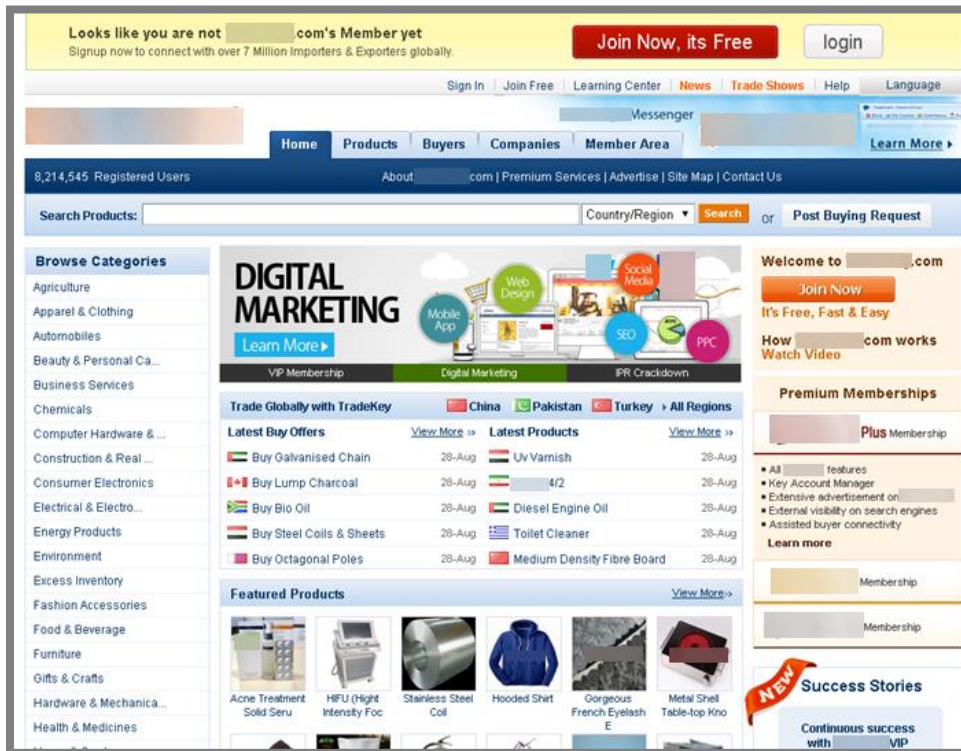 Looks like you are not .com's Member yet
Signup now to connect with over 7 Million Importers & Exporters globally.
Join Now, its Free
login
Sign In Join Free Learning Center News Trade Shows Help Language
Messenger
Home Products Buyers Companies Member Area
Learn More
8,214,545 Registered Users
About com | Premium Services | Advertise | Site Map | Contact Us
Search Products: Country/Region Search or Post Buying Request
Browse Categories
Agriculture
Apparel & Clothing
Automobiles
Beauty & Personal Ca...
Business Services
Chemicals
Computer Hardware & ...
Construction & Real ...
Consumer Electronics
Electrical & Electro...
Energy Products
Environment
Excess Inventory
Fashion Accessories
Food & Beverage
Furniture
Gifts & Crafts
Hardware & Mechanica...
Health & Medicines
DIGITAL
MARKETING
Learn More
Mobile
App
Web
Design
Social
Media
SEO
PPC
VIP Membership Digital Marketing IPR Crackdown
Trade Globally with TradeKey China Pakistan Turkey All Regions
Latest Buy Offers View More »
Buy Galvanised Chain 28-Aug
Buy Lump Charcoal 28-Aug
Buy Bio Oil 28-Aug
Buy Steel Coils & Sheets 28-Aug
Buy Octagonal Poles 28-Aug
Latest Products View More »
Uv Varnish 28-Aug
4/2 28-Aug
Diesel Engine Oil 28-Aug
Toilet Cleaner 28-Aug
Medium Density Fibre Board 28-Aug
Featured Products View More»
Acne Treatment
Solid Seru
HIFU (Hight
Intensity Foc
Stainless Steel
Coil
Hooded Shirt
Gorgeous
French Eyelash
E
Metal Shell
Table-top Kno
Welcome to .com
Join Now
It's Free, Fast & Easy
How com works
Watch Video
Premium Memberships
Plus Membership
All features
Key Account Manager
Extensive advertisement on
External visibility on search engines
Assisted buyer connectivity
Learn more
Membership
Membership
NEW
Success Stories
Continuous success
with VIP